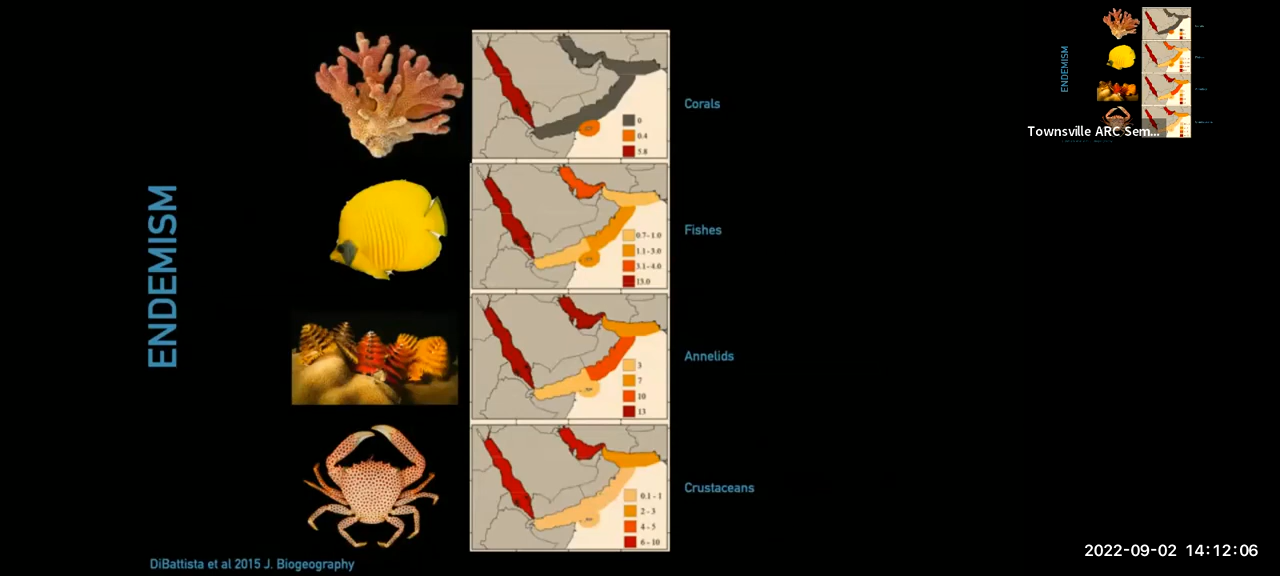 ENDEMISM
Corals
0
0.4
5.8
Fishes
0.7-1.0
1.1-3.0
3.1-4.0
13.0
Annelids
3
7
10
13
Crustaceans
0.1 - 1
2 - 3
4 - 5
6 - 10
DiBattista et al 2015 J. Biogeography
ENDEMISM
Townsville ARC Sem...
2022-09-02 14:12:06